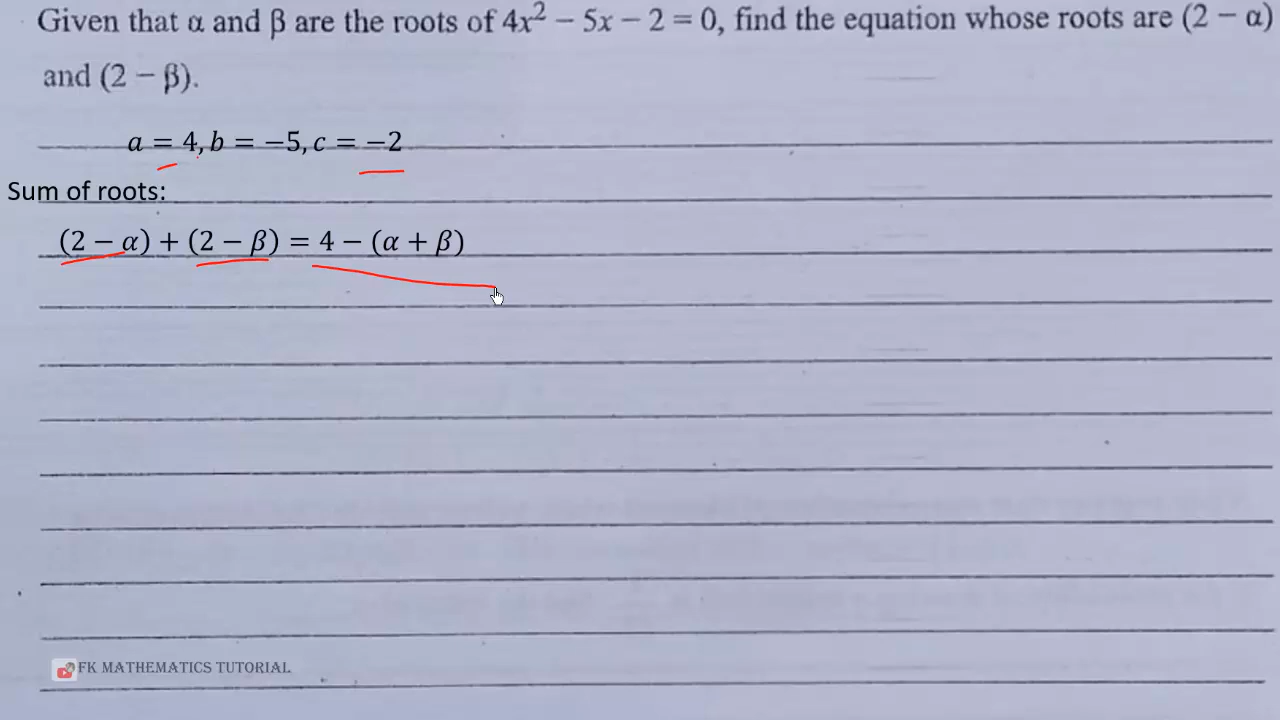 Given that α and β are the roots of 4x² − 5x − 2 = 0, find the equation whose roots are (2 − α)
and (2 − β).
a = 4, b = −5, c = −2
Sum of roots:
(2 − α) + (2 − β) = 4 − (α + β)
FK MATHEMATICS TUTORIAL